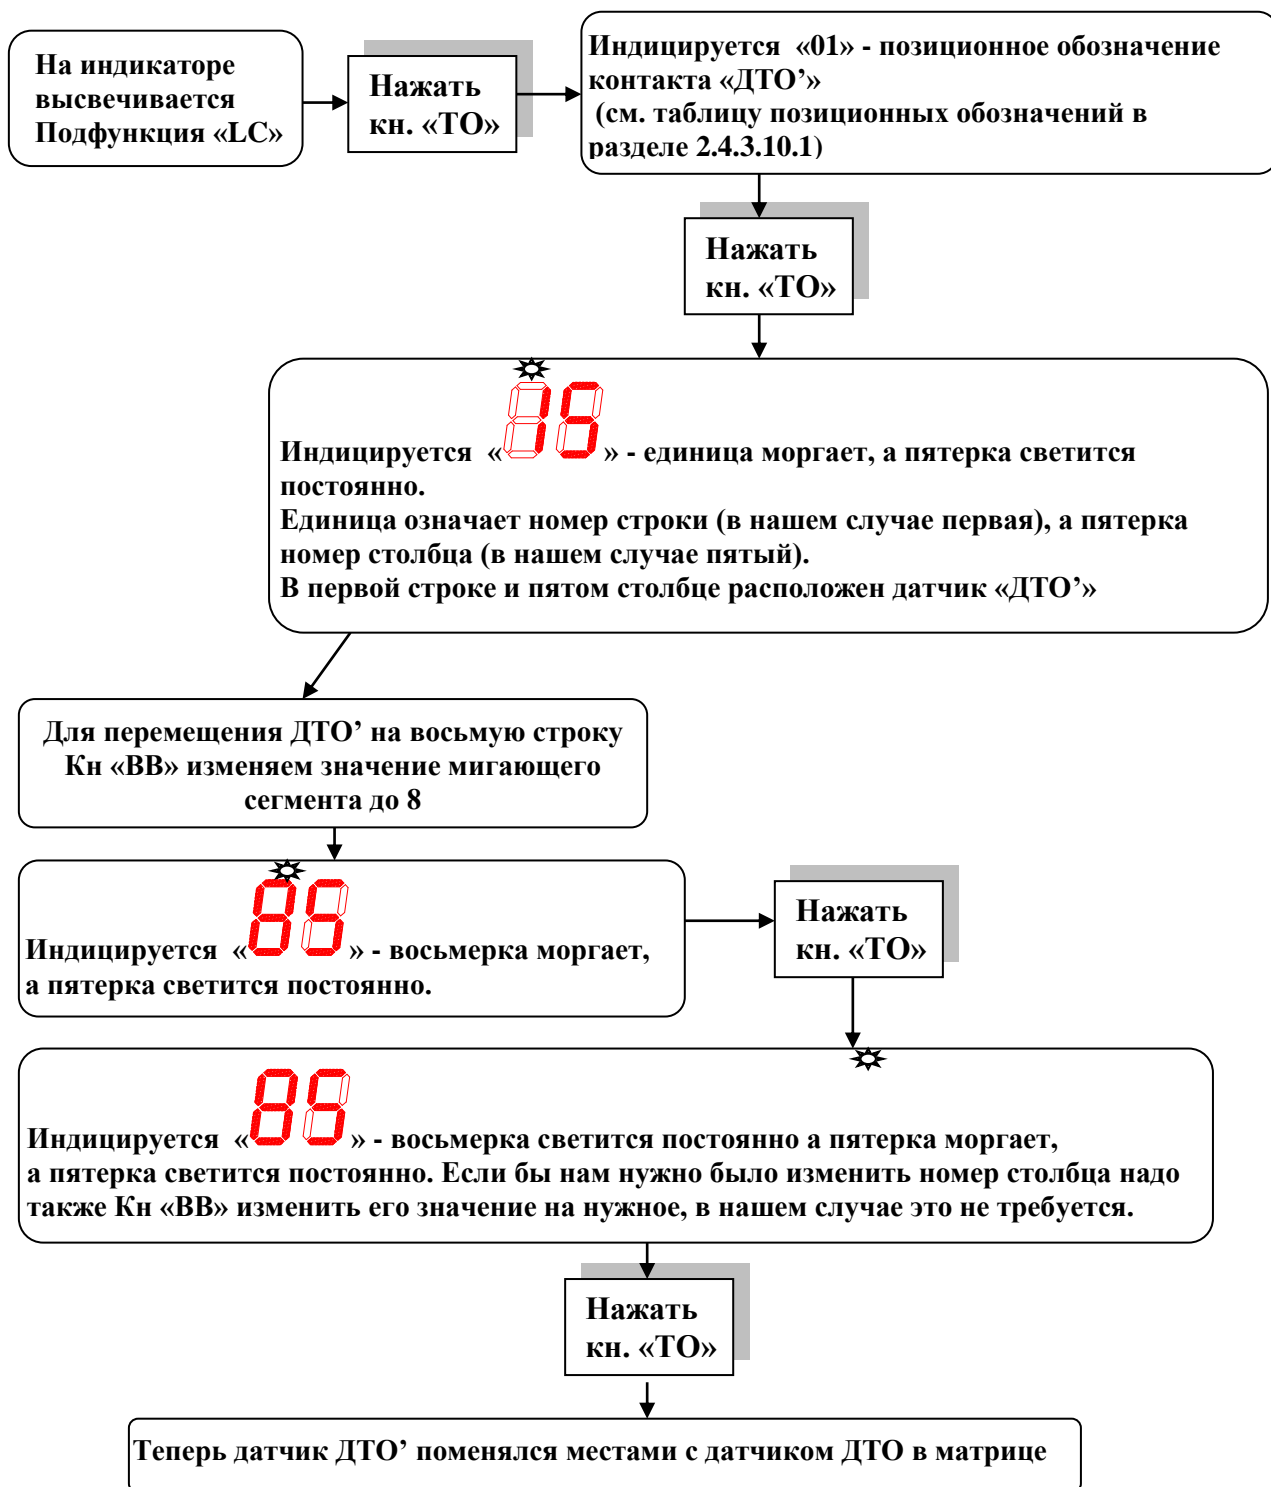 На индикаторе
высвечивается
Подфункция «LC»
Нажать
кн. «ТО»
Индицируется «01» - позиционное обозначение
контакта «ДТО’»
(см. таблицу позиционных обозначений в
разделе 2.4.3.10.1)
Нажать
кн. «ТО»
Индицируется «15» - единица моргает, а пятерка светится
постоянно.
Единица означает номер строки (в нашем случае первая), а пятерка
номер столбца (в нашем случае пятый).
В первой строке и пятом столбце расположен датчик «ДТО’»
Для перемещения ДТО’ на восьмую строку
Кн «ВВ» изменяем значение мигающего
сегмента до 8
Индицируется «85» - восьмерка моргает,
а пятерка светится постоянно.
Нажать
кн. «ТО»
Индицируется «85» - восьмерка светится постоянно а пятерка моргает,
а пятерка светится постоянно. Если бы нам нужно было изменить номер столбца надо
также Кн «ВВ» изменить его значение на нужное, в нашем случае это не требуется.
Нажать
кн. «ТО»
Теперь датчик ДТО’ поменялся местами с датчиком ДТО в матрице